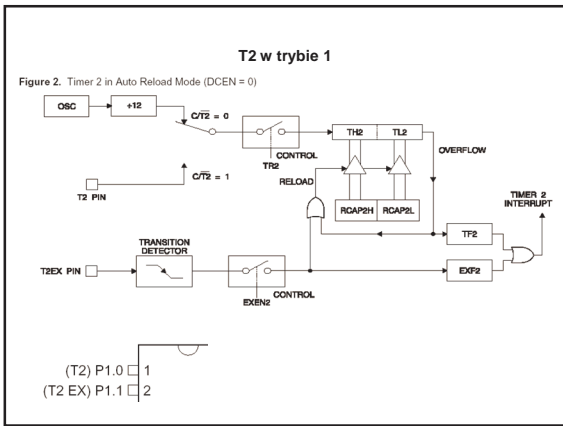 T2 w trybie 1
Figure 2. Timer 2 in Auto Reload Mode (DCEN = 0)
OSC
÷12
C/T2 = 0
TH2
TL2
OVERFLOW
CONTROL
TR2
RELOAD
C/T2 = 1
T2 PIN
RCAP2H
RCAP2L
TIMER 2
INTERRUPT
TF2
TRANSITION
DETECTOR
T2EX PIN
EXF2
CONTROL
EXEN2
(T2) P1.0 1
(T2 EX) P1.1 2